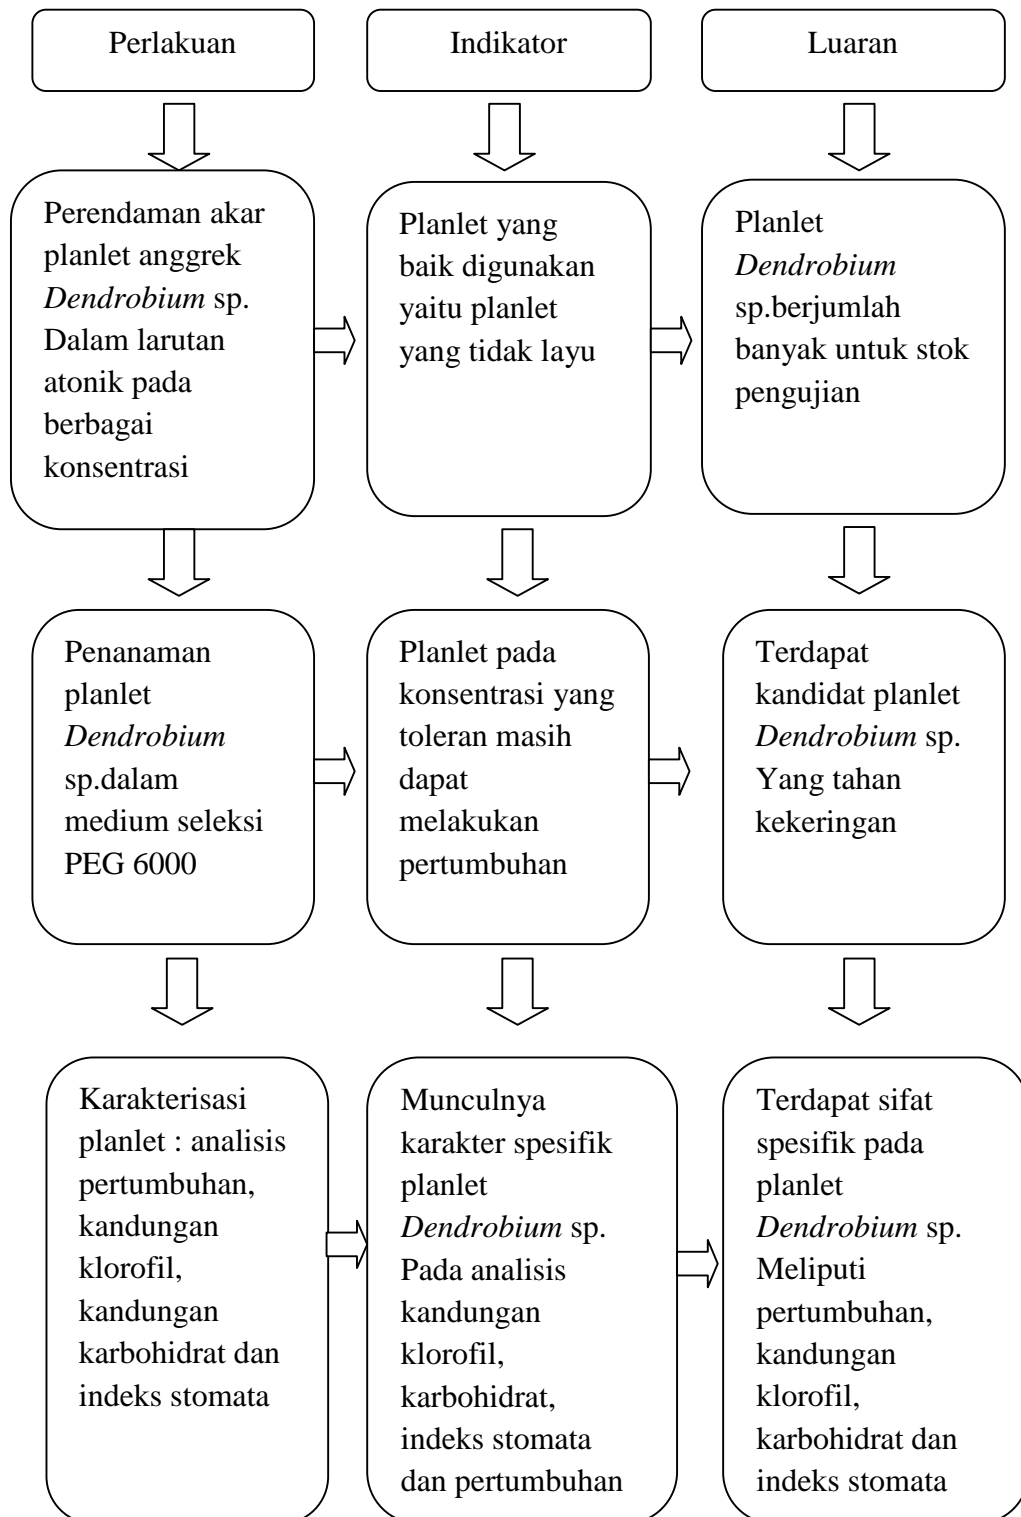 Perlakuan
Indikator
Luaran
Perendaman akar
planlet anggrek
Dendrobium sp.
Dalam larutan
atonik pada
berbagai
konsentrasi
Planlet yang
baik digunakan
yaitu planlet
yang tidak layu
Planlet
Dendrobium
sp.berjumlah
banyak untuk stok
pengujian
Penanaman
planlet
Dendrobium
sp.dalam
medium seleksi
PEG 6000
Planlet pada
konsentrasi yang
toleran masih
dapat
melakukan
pertumbuhan
Terdapat
kandidat planlet
Dendrobium sp.
Yang tahan
kekeringan
Karakterisasi
planlet : analisis
pertumbuhan,
kandungan
klorofil,
kandungan
karbohidrat dan
indeks stomata
Munculnya
karakter spesifik
planlet
Dendrobium sp.
Pada analisis
kandungan
klorofil,
karbohidrat,
indeks stomata
dan pertumbuhan
Terdapat sifat
spesifik pada
planlet
Dendrobium sp.
Meliputi
pertumbuhan,
kandungan
klorofil,
karbohidrat dan
indeks stomata